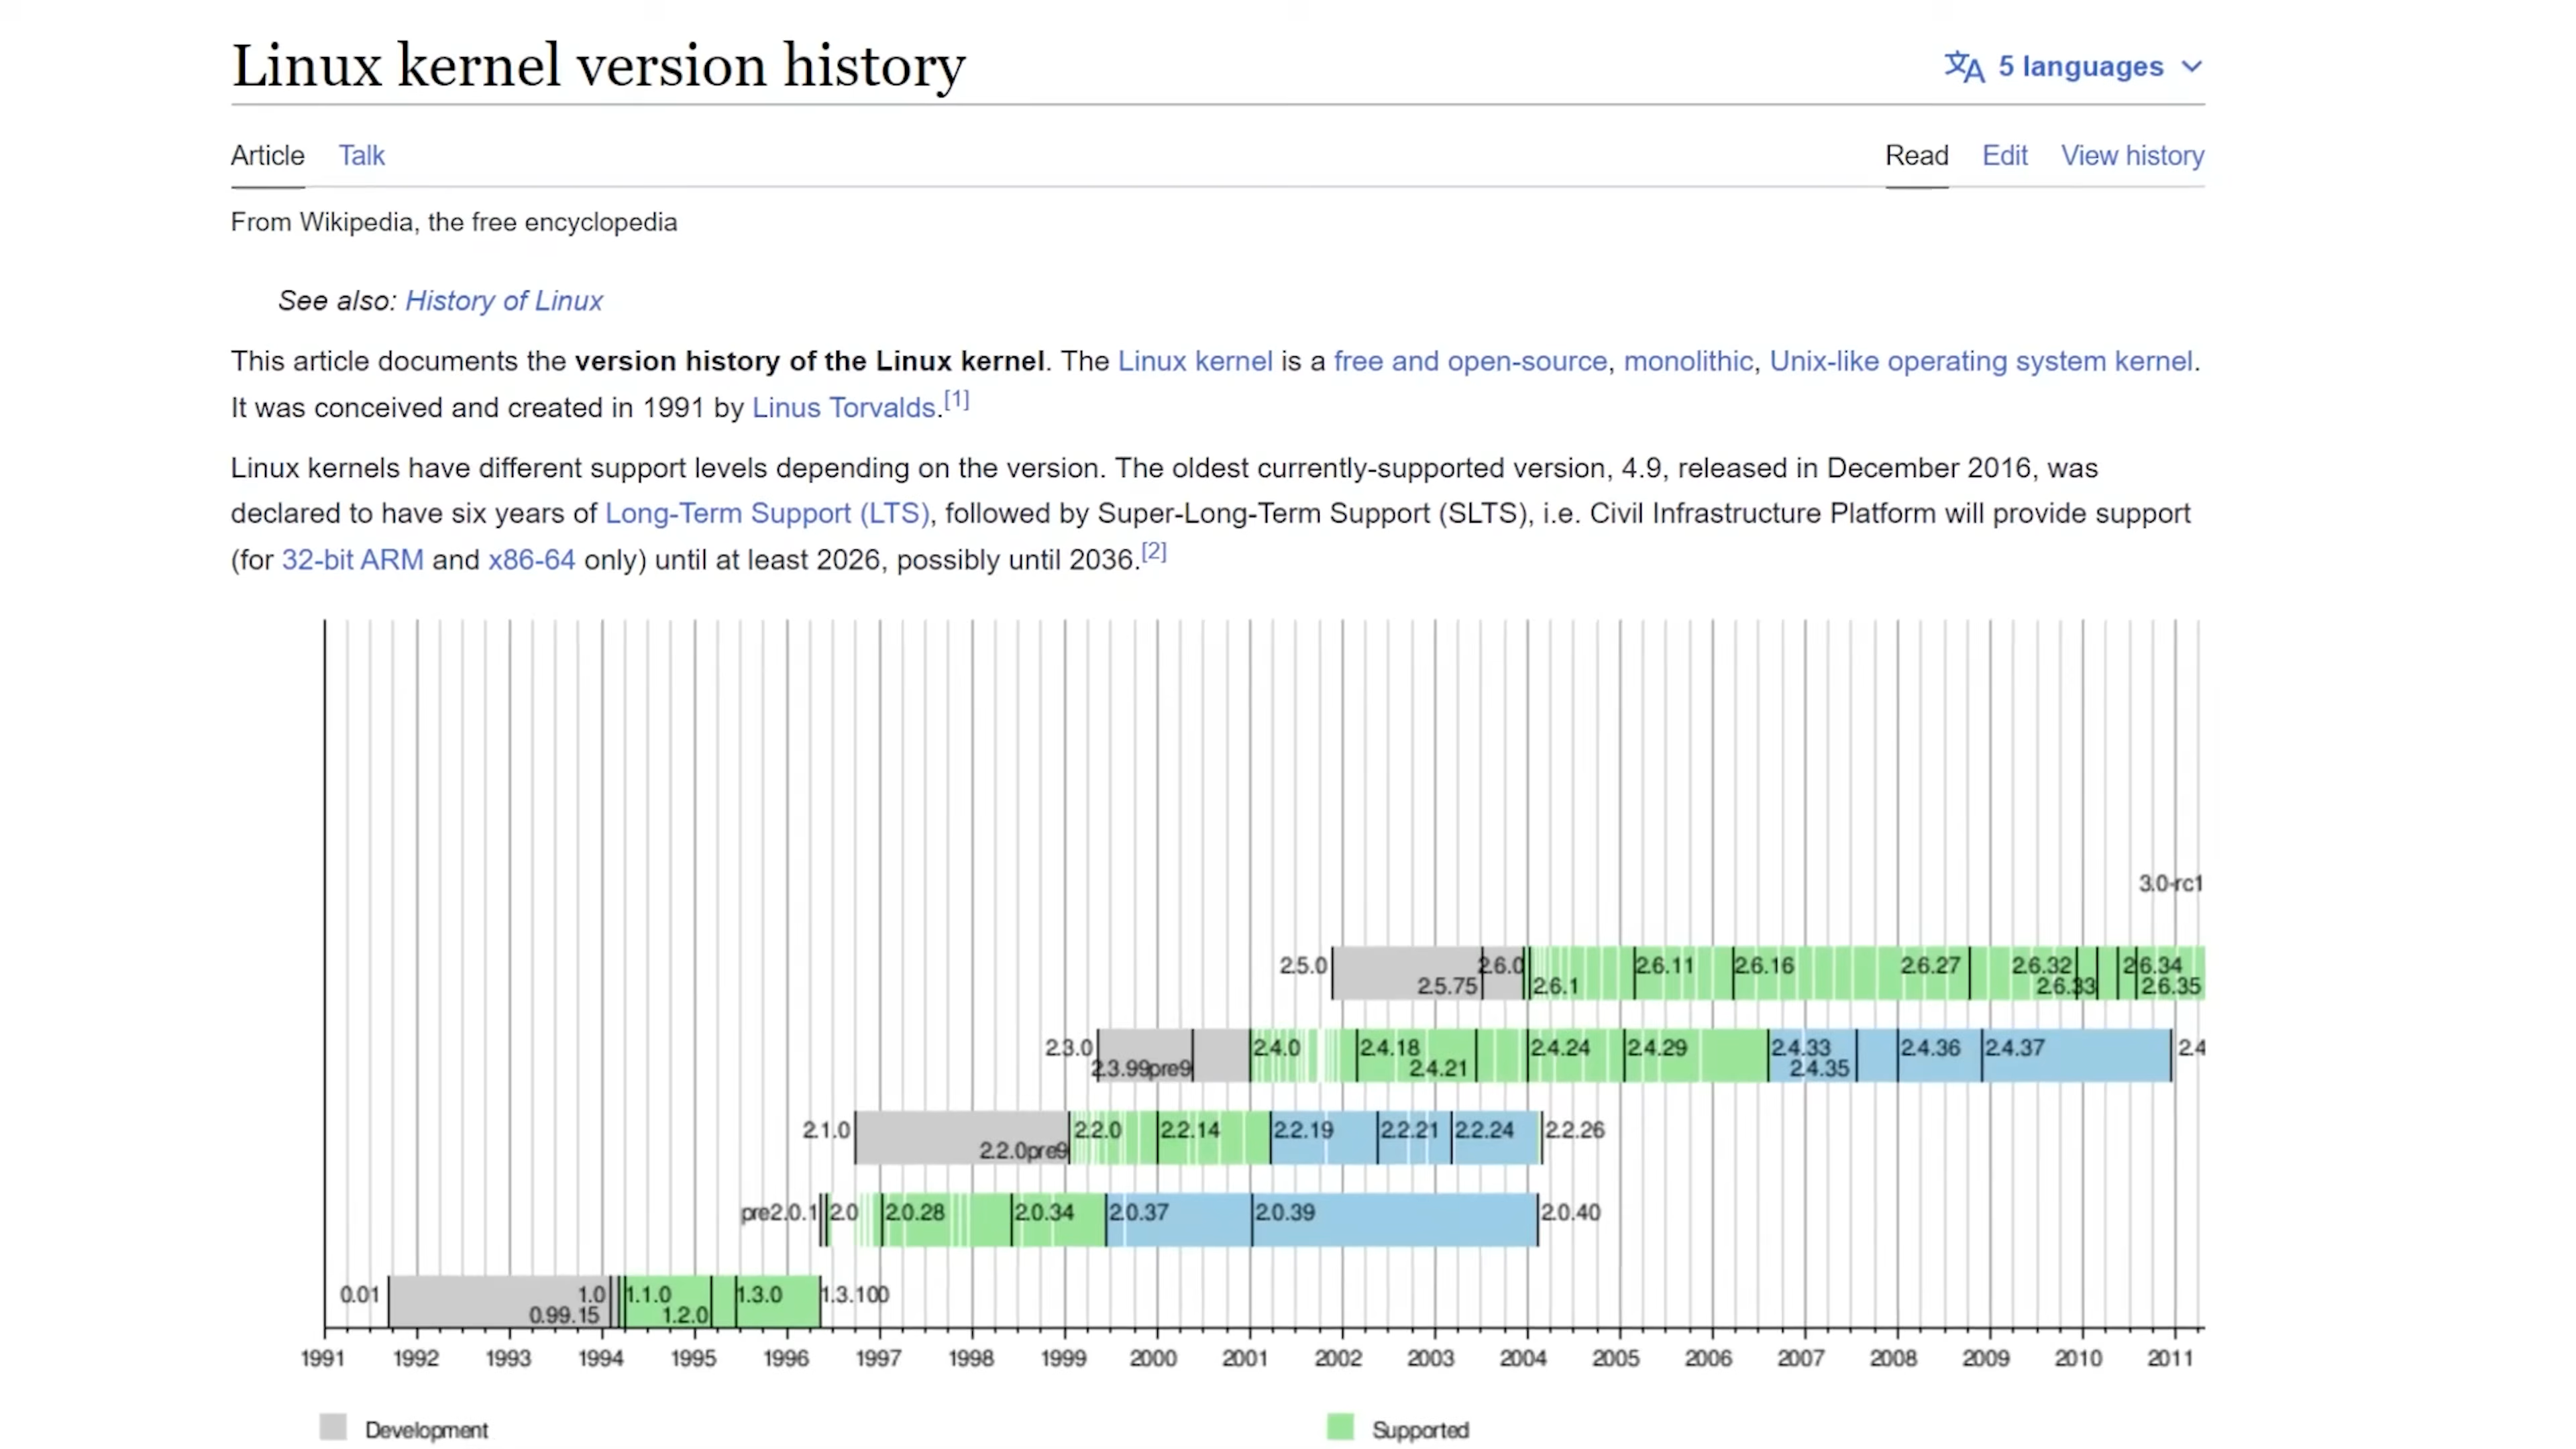 Linux kernel version history
5 languages
Article Talk
Read Edit View history
From Wikipedia, the free encyclopedia
See also: History of Linux
This article documents the version history of the Linux kernel. The Linux kernel is a free and open-source, monolithic, Unix-like operating system kernel.
It was conceived and created in 1991 by Linus Torvalds.[1]
Linux kernels have different support levels depending on the version. The oldest currently-supported version, 4.9, released in December 2016, was
declared to have six years of Long-Term Support (LTS), followed by Super-Long-Term Support (SLTS), i.e. Civil Infrastructure Platform will provide support
(for 32-bit ARM and x86-64 only) until at least 2026, possibly until 2036.[2]
3.0-rc1
2.5.0 2.6.0 2.6.11 2.6.16 2.6.27 2.6.32 2.6.34
2.5.75 2.6.1 2.6.33 2.6.35
2.3.0 2.4.0 2.4.18 2.4.24 2.4.29 2.4.33 2.4.36 2.4.37 2.4
2.3.99pre9 2.4.21 2.4.35
2.1.0 2.2.0 2.2.14 2.2.19 2.2.21 2.2.24 2.2.26
2.2.0pre9
pre2.0.1 2.0 2.0.28 2.0.34 2.0.37 2.0.39 2.0.40
0.01 1.0 1.1.0 1.3.0 1.3.100
0.99.15 1.2.0
1991 1992 1993 1994 1995 1996 1997 1998 1999 2000 2001 2002 2003 2004 2005 2006 2007 2008 2009 2010 2011
Development Supported